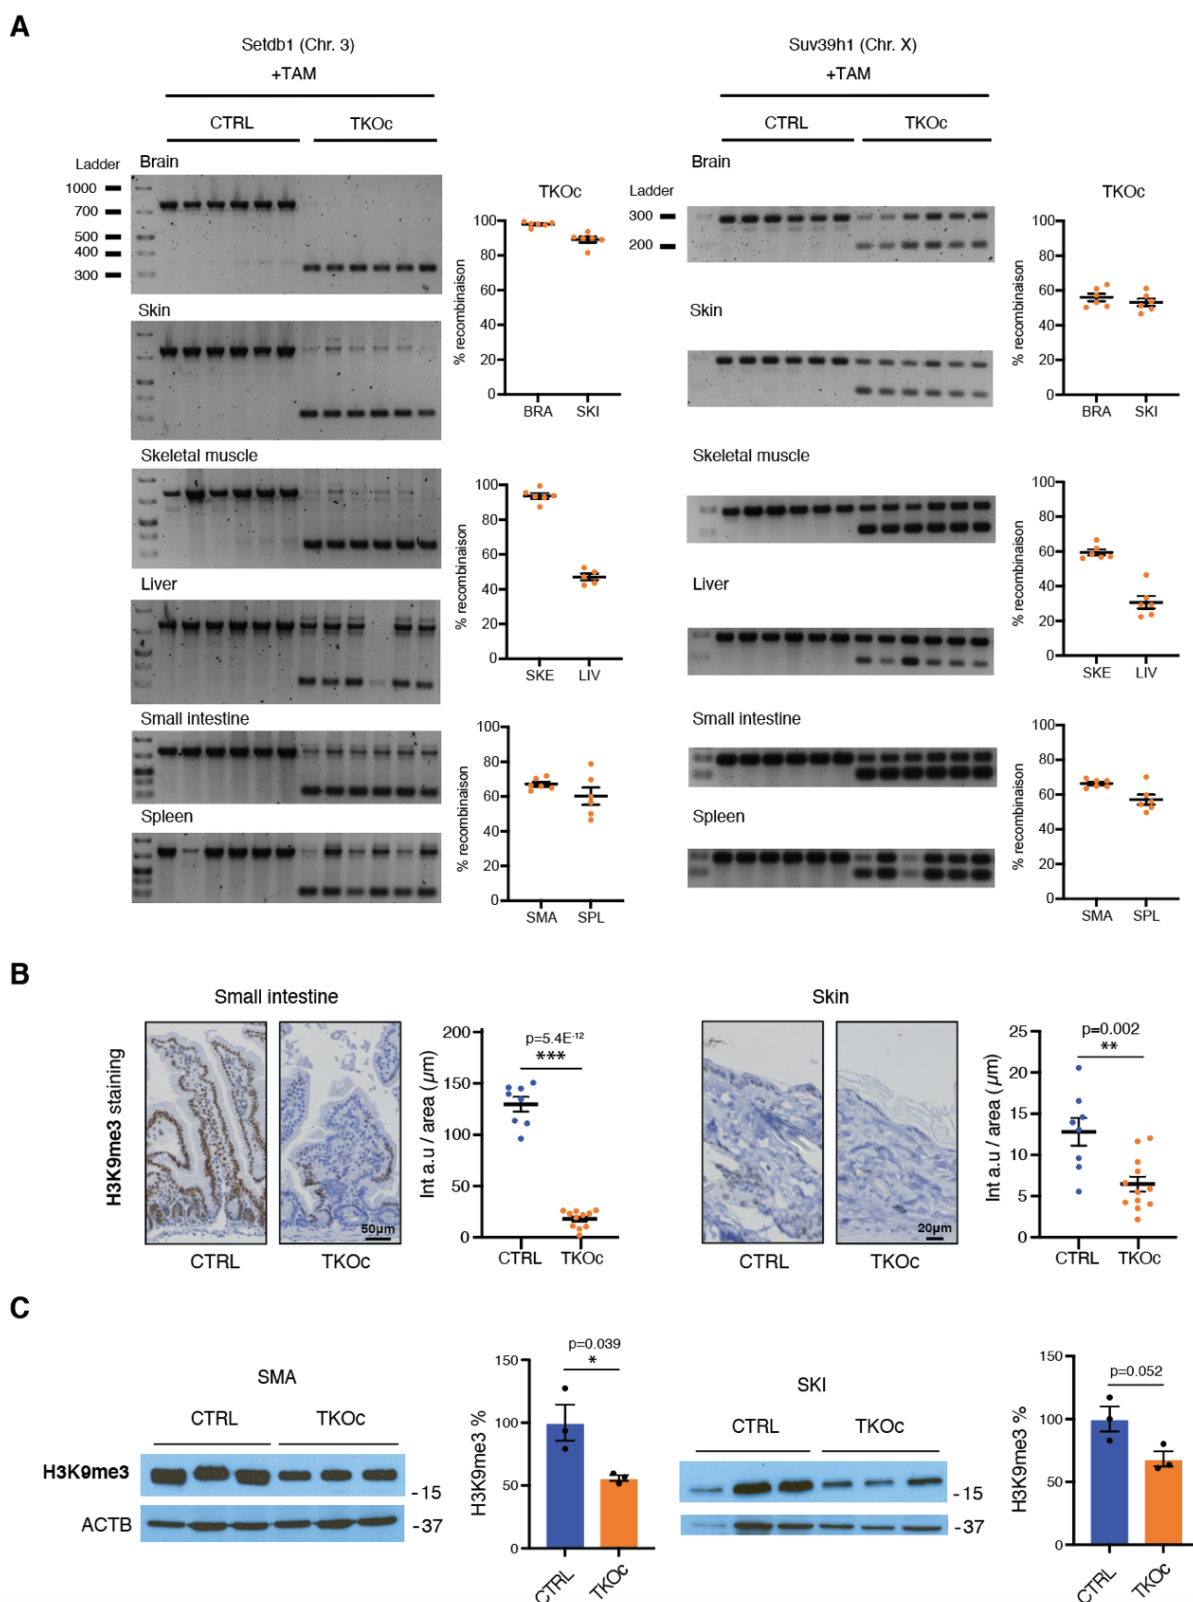 A
Setdb1 (Chr. 3)
+TAM
CTRL TKOc
Ladder
Brain
1000
700
500
400
300
Skin
Skeletal muscle
Liver
Small intestine
Spleen
TKOc
% recombinaison
100
80
60
40
20
0
BRA SKI
% recombinaison
100
80
60
40
20
0
SKE LIV
% recombinaison
100
80
60
40
20
0
SMA SPL
Suv39h1 (Chr. X)
+TAM
CTRL TKOc
Brain
Ladder
300
200
Skin
Skeletal muscle
Liver
Small intestine
Spleen
TKOc
% recombinaison
100
80
60
40
20
0
BRA SKI
% recombinaison
100
80
60
40
20
0
SKE LIV
% recombinaison
100
80
60
40
20
0
SMA SPL
B
Small intestine
H3K9me3 staining
50µm
CTRL TKOc
Int a.u / area (µm)
200
150
100
50
0
p=5.4E-12
***
CTRL TKOc
Skin
20µm
CTRL TKOc
Int a.u / area (µm)
25
20
15
10
5
0
p=0.002
**
CTRL TKOc
C
SMA
CTRL TKOc
H3K9me3
-15
ACTB
-37
H3K9me3 %
150
100
50
0
p=0.039
*
CTRL
TKOc
SKI
CTRL TKOc
-15
-37
H3K9me3 %
150
100
50
0
p=0.052
CTRL
TKOc